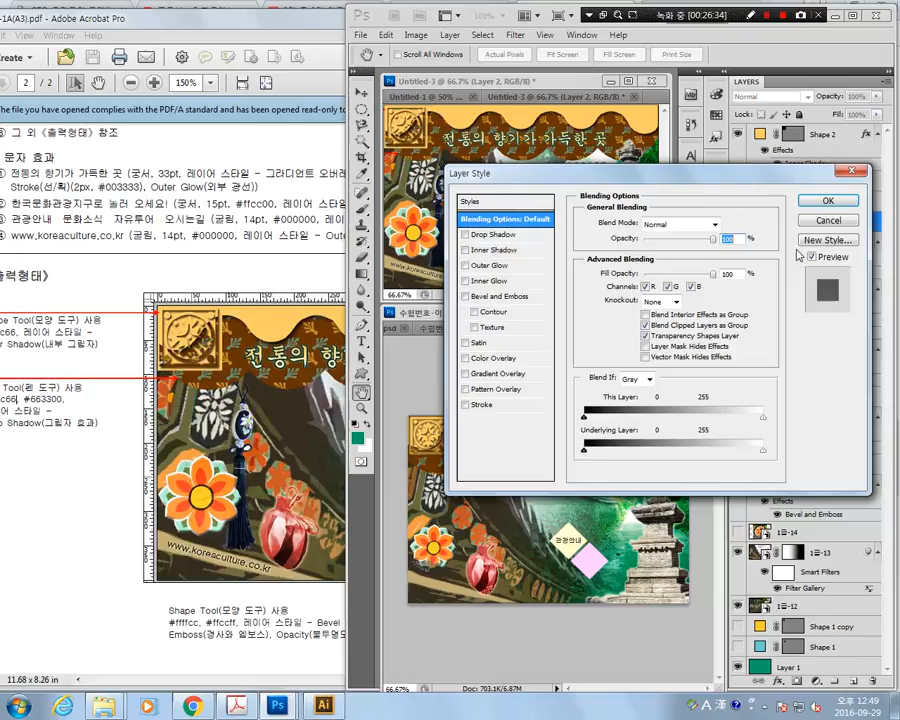 -1A(A3).pdf - Adobe Acrobat Pro
View Window Help
Create
2 / 2 150%
The file you have opened complies with the PDF/A standard and has been opened read-only to
③ 그 외 《출력형태》 참조
문자 효과
① 전통의 향기가 가득한 곳 (궁서, 33pt, 레이어 스타일 - 그라디언트 오버레
Stroke(선/획)(2px, #003333), Outer Glow(외부 광선))
② 한국문화관광지구로 놀러 오세요! (궁서, 15pt, #ffcc00, 레이
③ 관광안내 문화소식 자유투어 오시는길 (굴림, 14pt, #000000, 레이
④ www.koreaculture.co,kr (굴림, 14pt, #000000, 레이어 스타일 -
출력형태》
pe Tool(모양 도구) 사용
cc66, 레이어 스타일 -
r Shadow(내부 그림자)
Tool(펜 도구) 사용
c66, #663300,
이어 스타일 -
p Shadow(그림자 효과)
전통의 향
www.koreaculture.co.kr
Shape Tool(모양 도구) 사용
#ffffcc, #ffccff, 레이어 스타일 - Bevel
Emboss(경사와 엠보스), Opacity(불투명도
11.68 x 8.26 in
Ps
100%
녹화 중 [00:26:34]
File Edit Image Layer Select Filter View Window Help
Scroll All Windows Actual Pixels Fit Screen Fill Screen Print Size
Untitled-3 @ 66.7% (Layer 2, RGB/8) *
Untitled-1 @ 50% ... Untitled-3 @ 66.7% (Layer 2, RGB/8) *
전통의 향기가 가득한 곳
66.67%
관광안내
66.67% Doc: 703.1K/6.87M
Layer Style
Styles
Blending Options: Default
Drop Shadow
Inner Shadow
Outer Glow
Inner Glow
Bevel and Emboss
Contour
Texture
Satin
Color Overlay
Gradient Overlay
Pattern Overlay
Stroke
Blending Options
General Blending
Blend Mode: Normal
Opacity: 100 %
Advanced Blending
Fill Opacity: 100 %
Channels: R G B
Knockout: None
Blend Interior Effects as Group
Blend Clipped Layers as Group
Transparency Shapes Layer
Layer Mask Hides Effects
Vector Mask Hides Effects
Blend If: Gray
This Layer: 0 255
Underlying Layer: 0 255
OK
Cancel
New Style...
Preview
LAYERS
Normal Opacity: 100%
Lock: Fill: 100%
Shape 2 fx
Effects
Effects
Bevel and Emboss
1급-14
1급-13
Smart Filters
Filter Gallery
1급-12
Shape 1 copy
Shape 1
Layer 1
A 漢
오후 12:49
2016-09-29